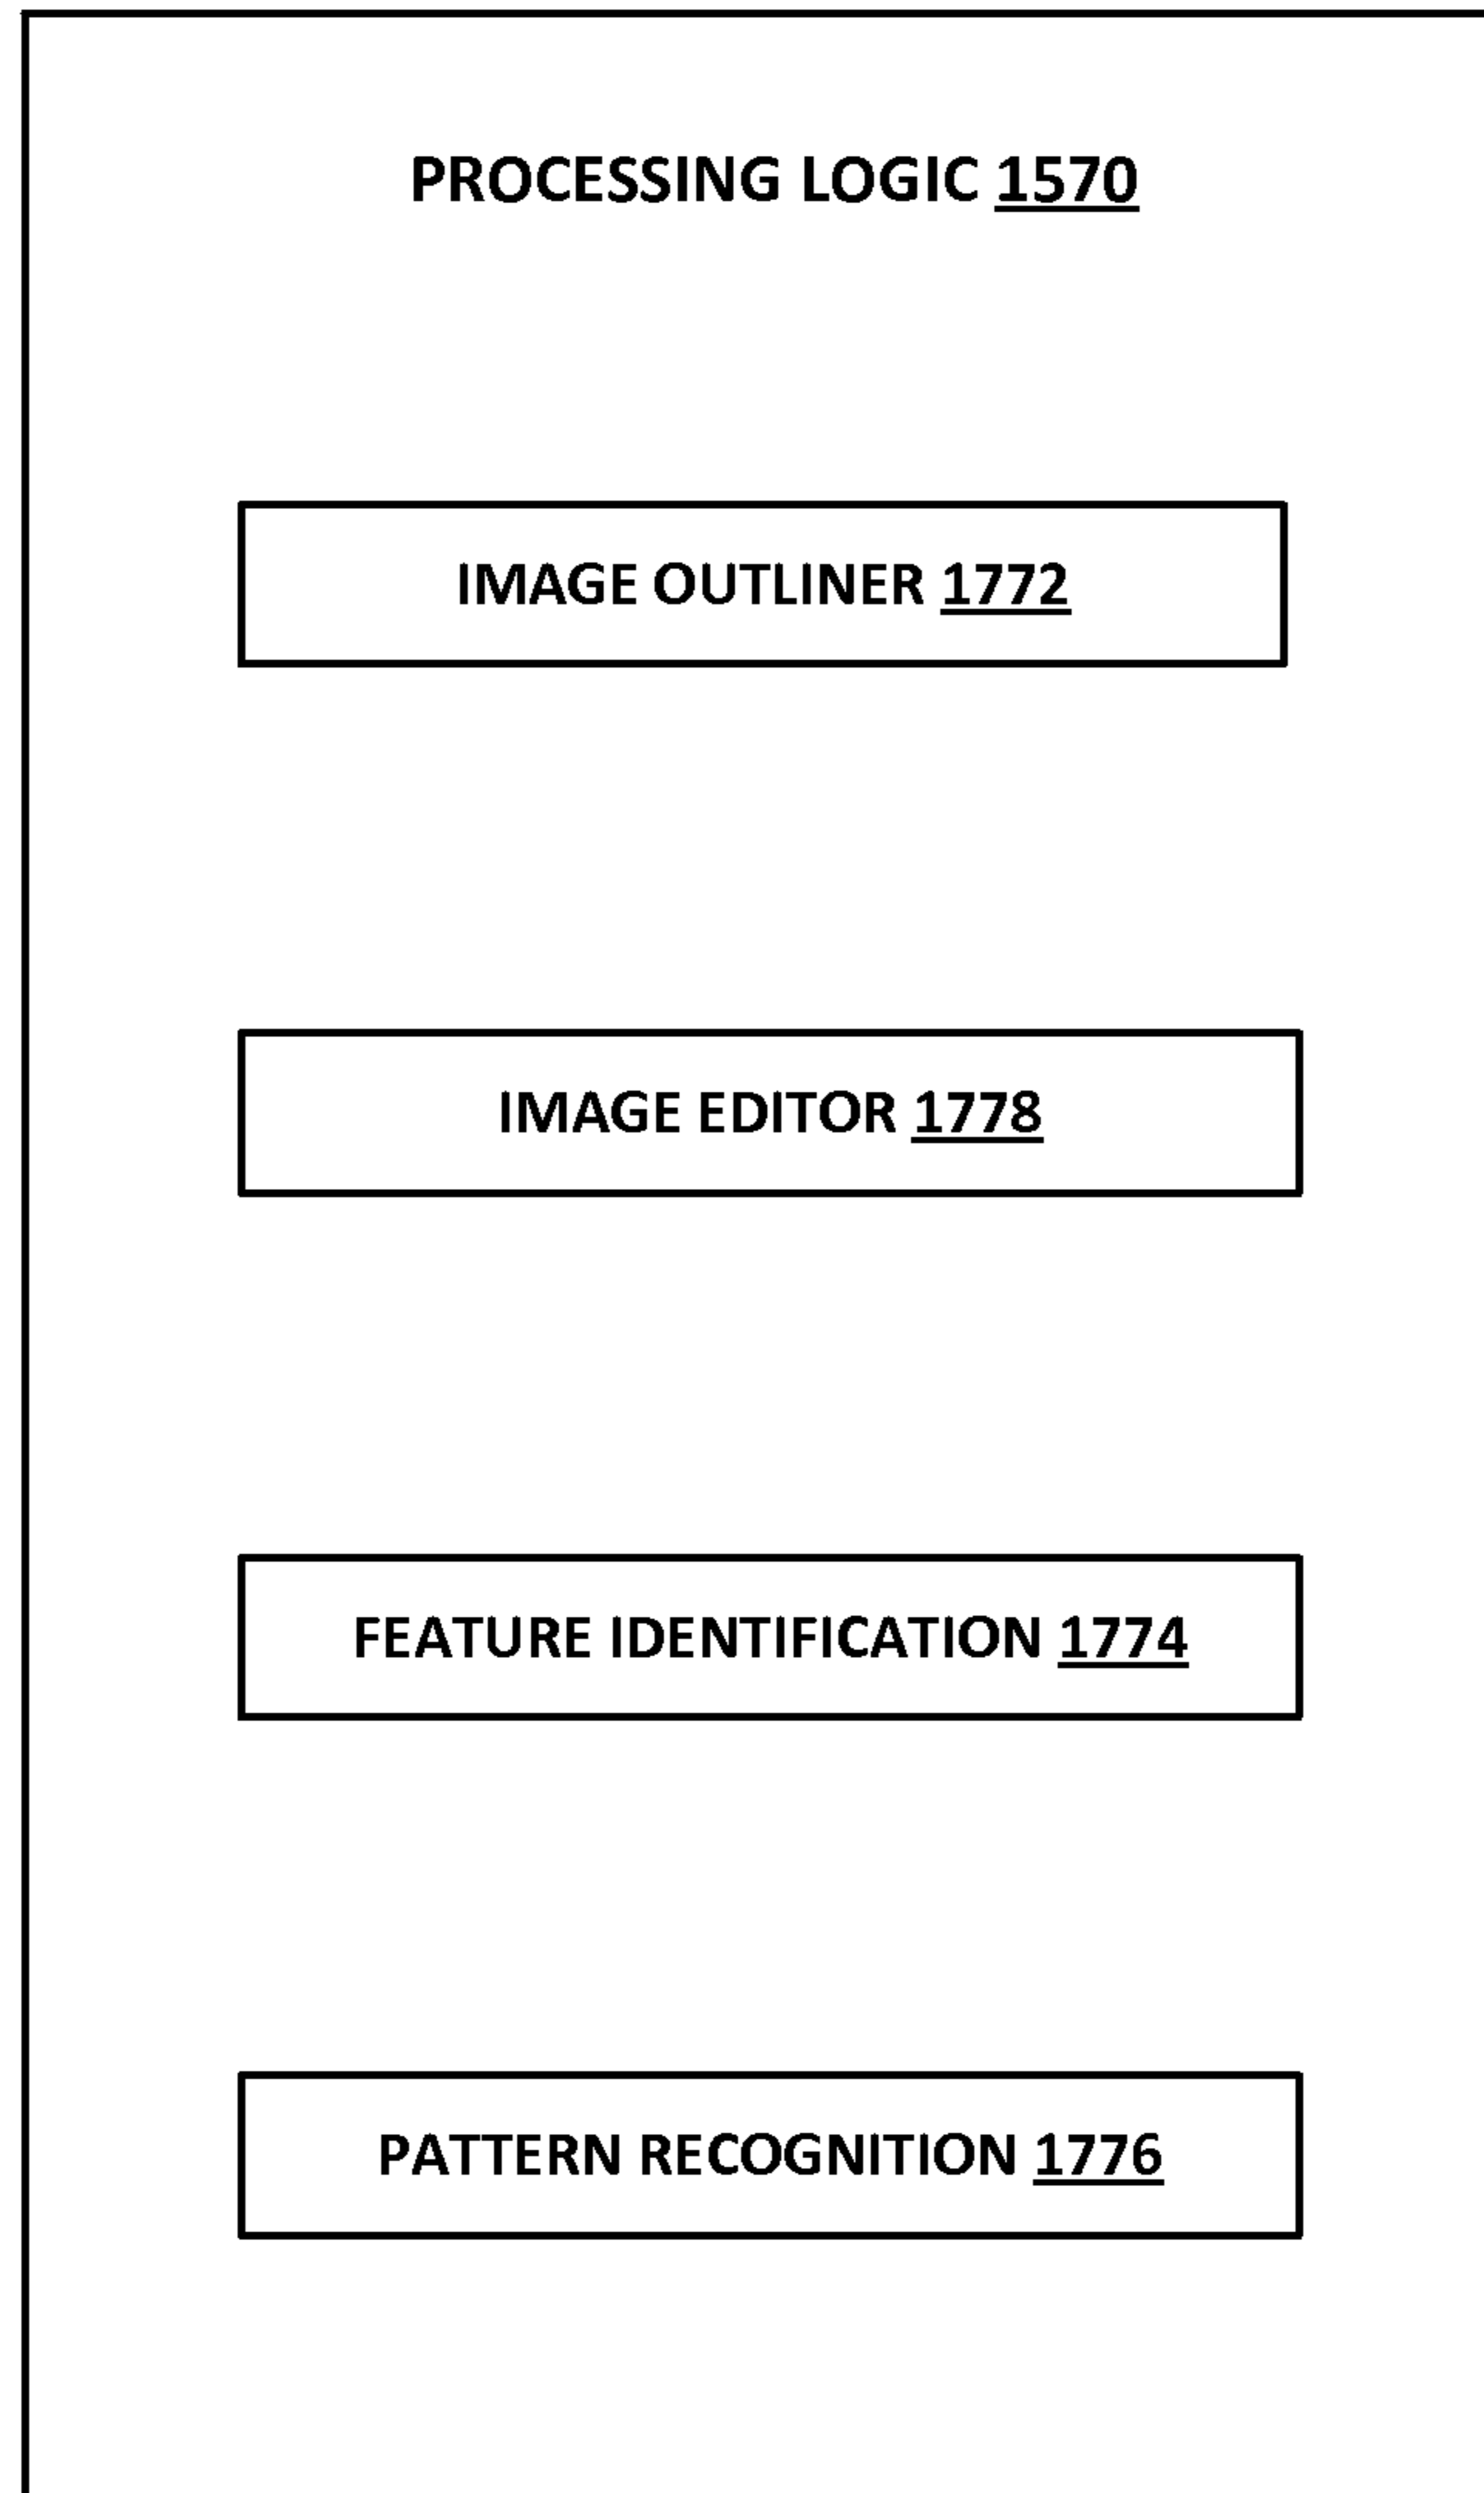 PROCESSING LOGIC 1570
IMAGE OUTLINER 1772
IMAGE EDITOR 1778
FEATURE IDENTIFICATION 1774
PATTERN RECOGNITION 1776